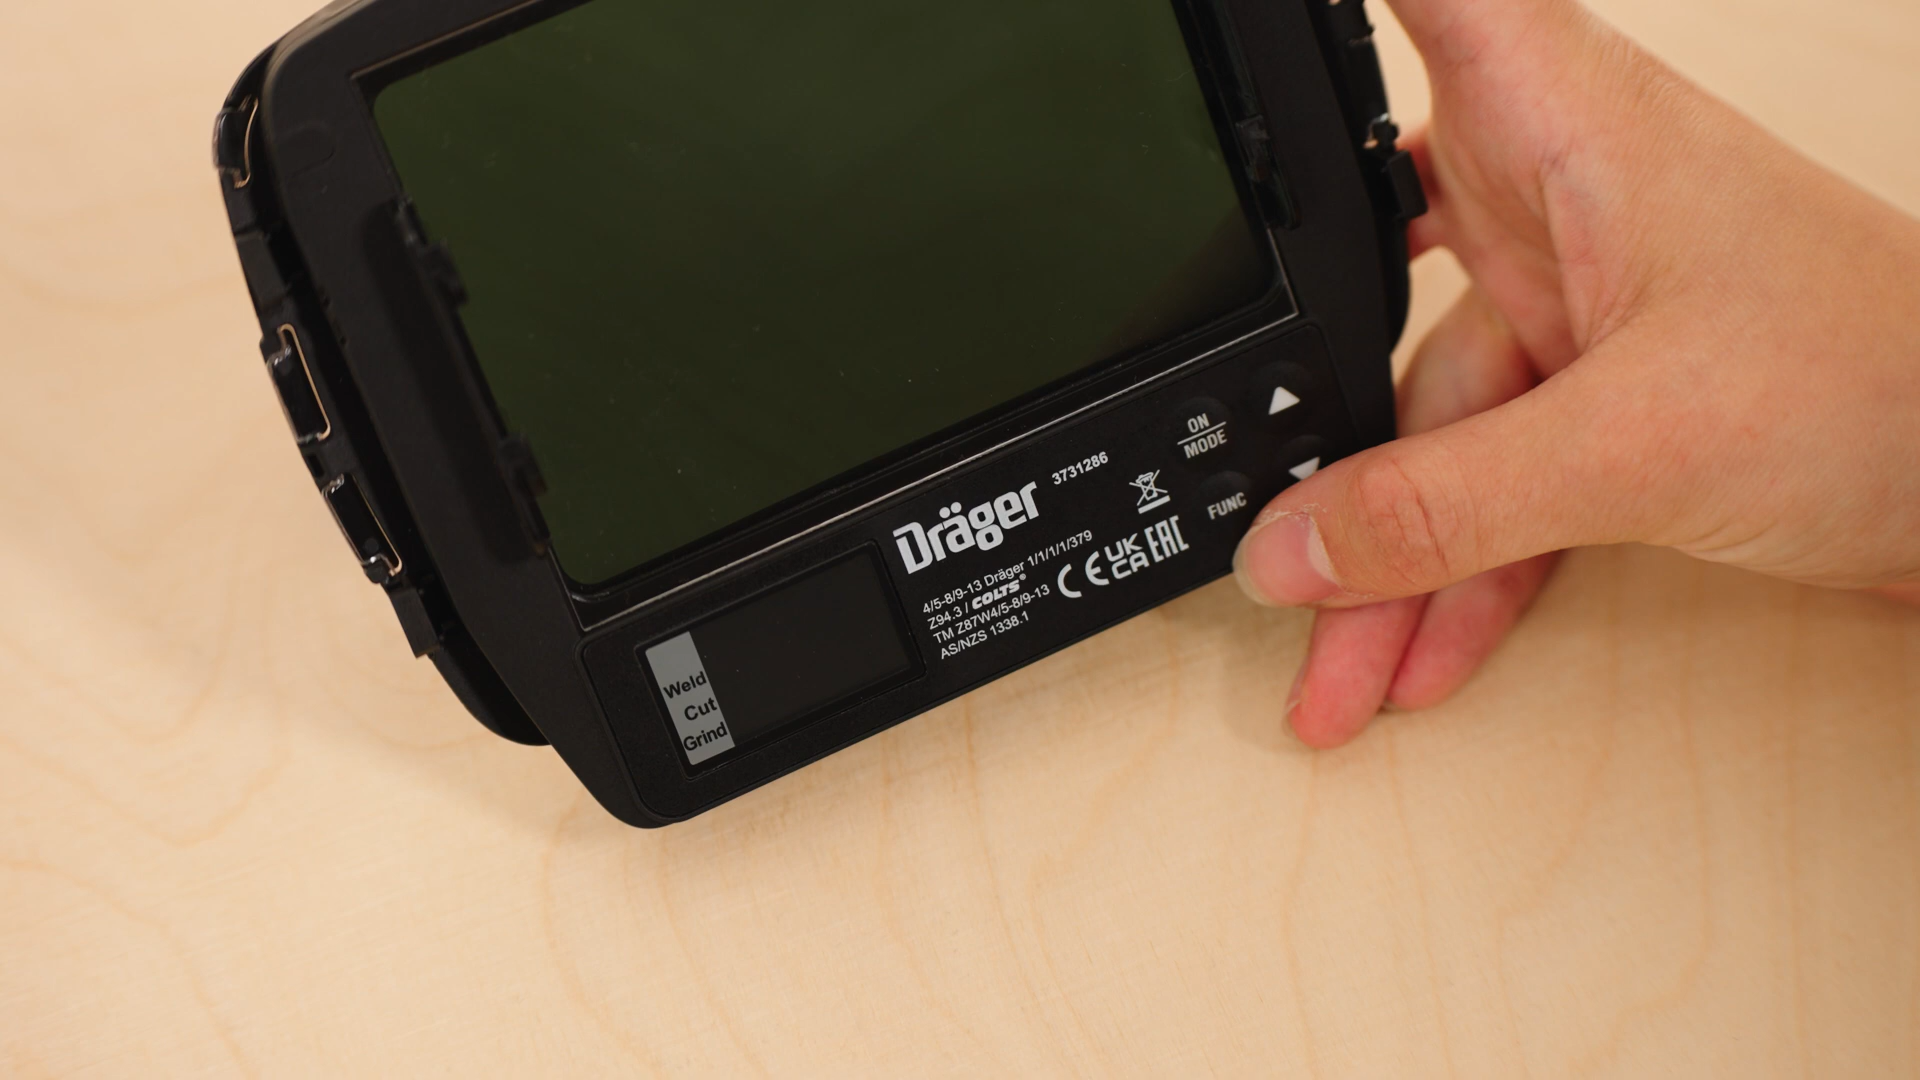 ON
MODE
FUNC
Dräger 3731286
4/5-8/9-13 Dräger 1/1/1/1/379
Z94.3 / COLTS®
TM Z87W4/5-8/9-13
AS/NZS 1338.1
CE UK CA EAC
Weld
Cut
Grind